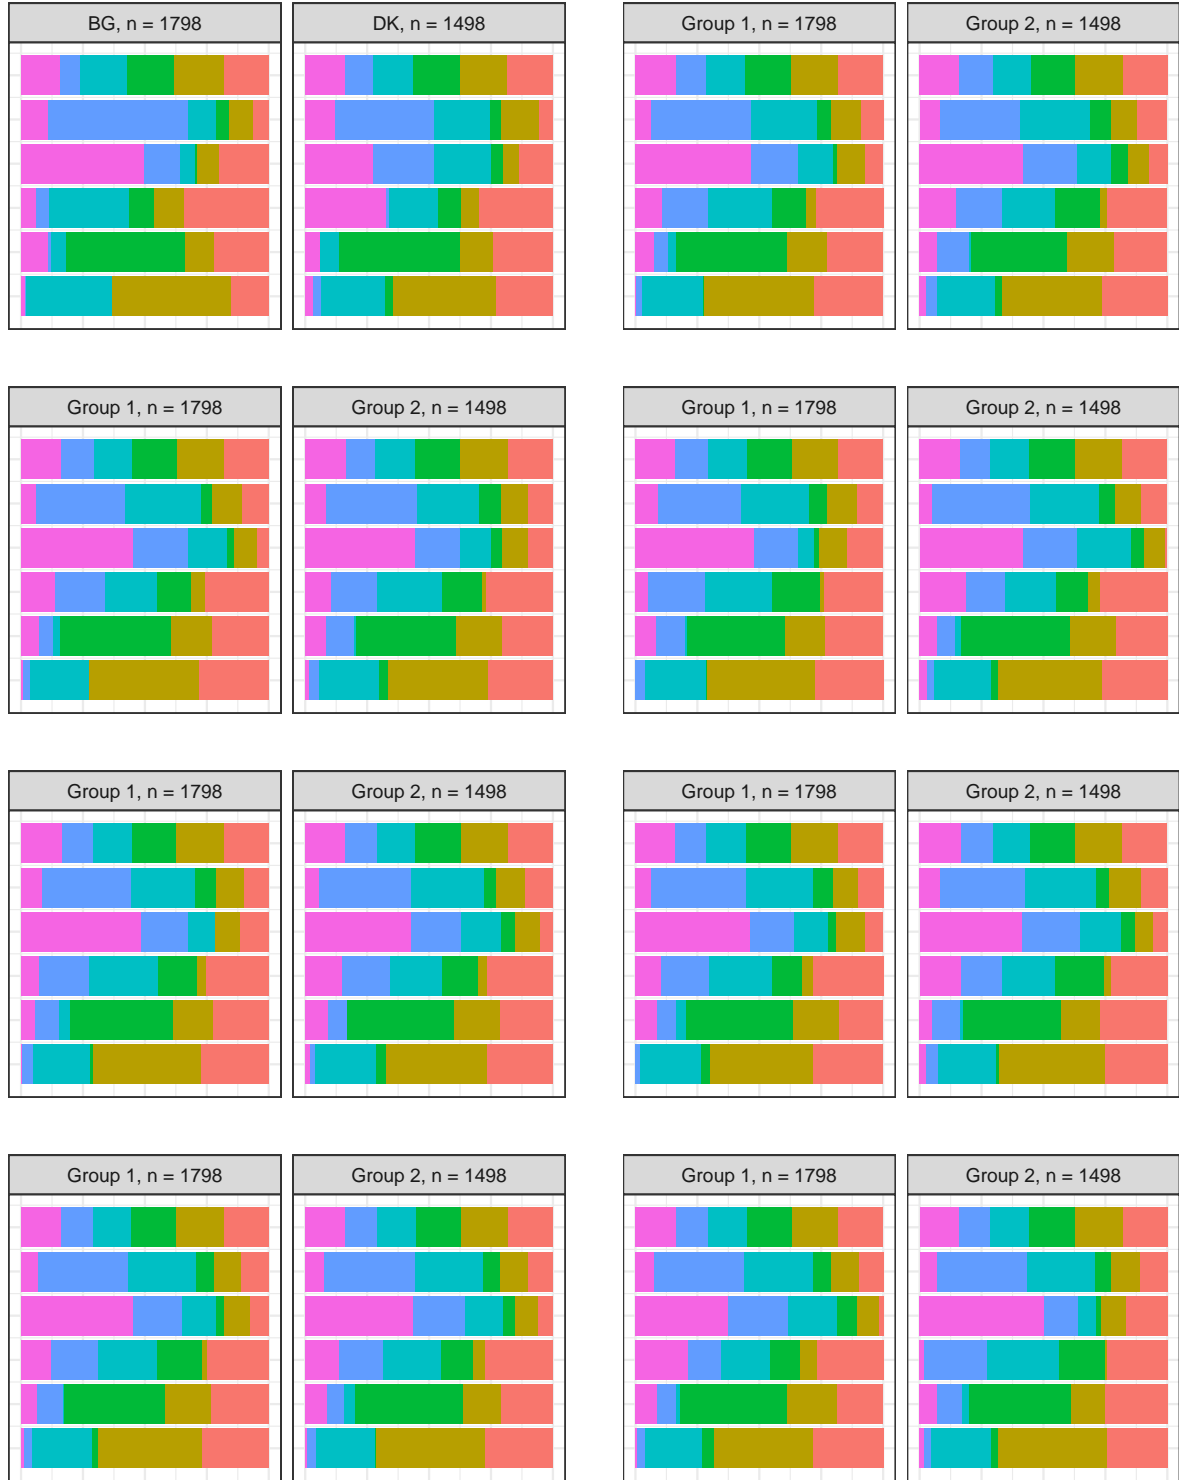 BG, n = 1798
DK, n = 1498
Group 1, n = 1798
Group 2, n = 1498
Group 1, n = 1798
Group 2, n = 1498
Group 1, n = 1798
Group 2, n = 1498
Group 1, n = 1798
Group 2, n = 1498
Group 1, n = 1798
Group 2, n = 1498
Group 1, n = 1798
Group 2, n = 1498
Group 1, n = 1798
Group 2, n = 1498